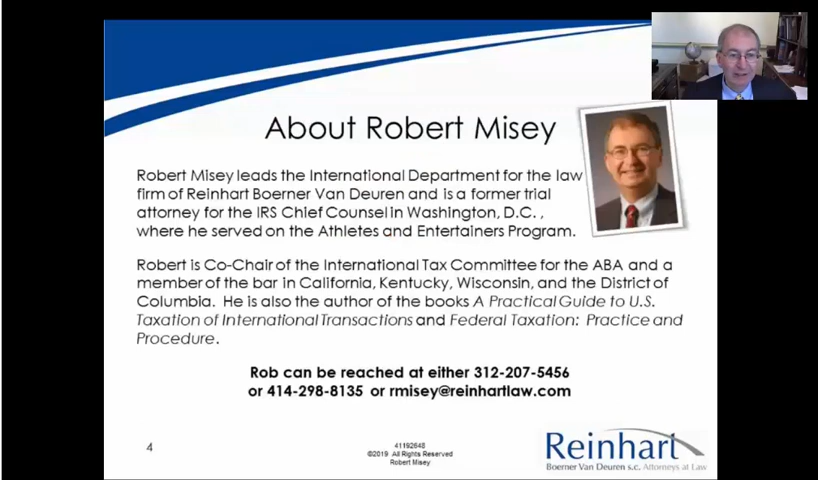 About Robert Misey
Robert Misey leads the International Department for the law
firm of Reinhart Boerner Van Deuren and is a former trial
attorney for the IRS Chief Counsel in Washington, D.C. ,
where he served on the Athletes and Entertainers Program.
Robert is Co-Chair of the International Tax Committee for the ABA and a
member of the bar in California, Kentucky, Wisconsin, and the District of
Columbia. He is also the author of the books A Practical Guide to U.S.
Taxation of International Transactions and Federal Taxation: Practice and
Procedure.
Rob can be reached at either 312-207-5456
or 414-298-8135 or rmisey@reinhartlaw.com
4
41192648
©2019 All Rights Reserved
Robert Misey
Reinhart
Boerner Van Deuren s.c. Attorneys at Law